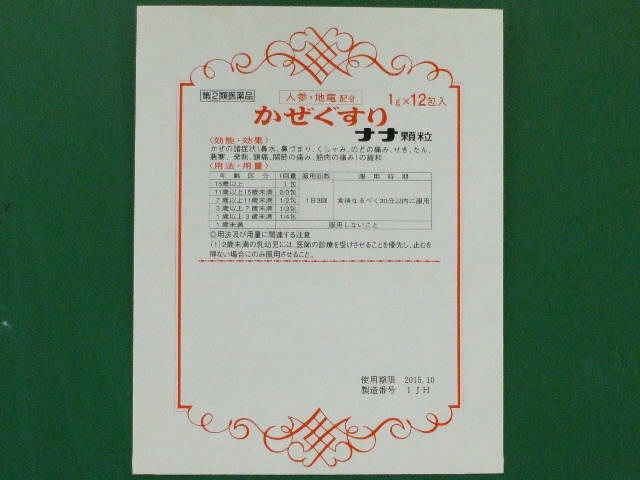 第②類医薬品
人参・地竜配合
1g×12包入
かぜぐすり
ナナ顆粒
〈効能・効果〉
かぜの諸症状(鼻水、鼻づまり、くしゃみ、のどの痛み、せき、たん、
悪寒、発熱、頭痛、関節の痛み、筋肉の痛み)の緩和
〈用法・用量〉
年齢区分 1回量 服用回数 服用時期
15歳以上 1包
11歳以上15歳未満 2/3包
7歳以上11歳未満 1/2包 1日3回 食後なるべく30分以内に服用
3歳以上7歳未満 1/3包
1歳以上3歳未満 1/4包
1歳未満 服用しないこと
◎用法及び用量に関連する注意
(1)2歳未満の乳幼児には、医師の診療を受けさせることを優先し、止むを
得ない場合にのみ服用させること。
使用期限 2015.10
製造番号 1JH